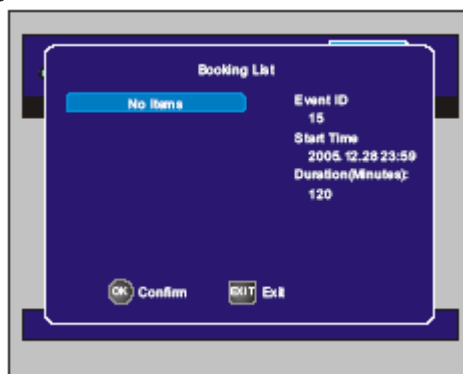 Booking List
No Items
Event ID
15
Start Time
2005.12.28 23:59
Duration(Minutes):
120
OK Confirm
EXIT Exit